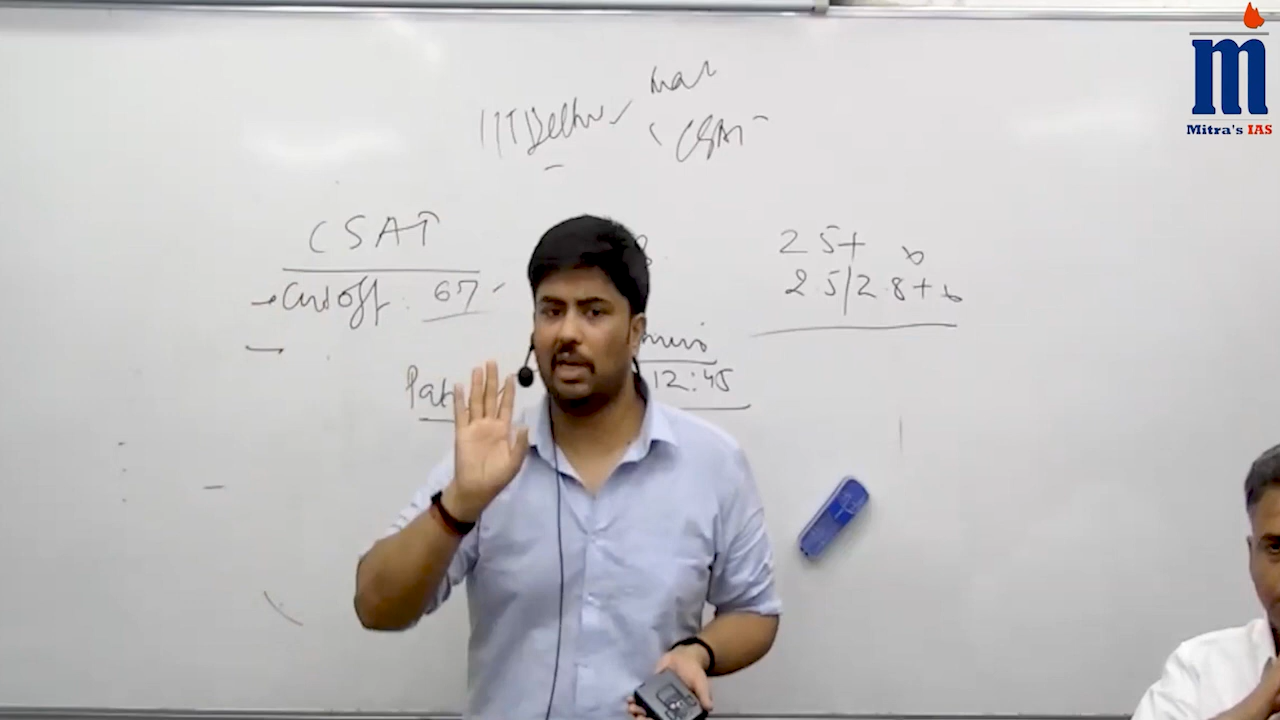 m
Mitra's IAS
IIT Delhi
CSAT
CSAT
Cutoff 67
12:45
25+
25/28+